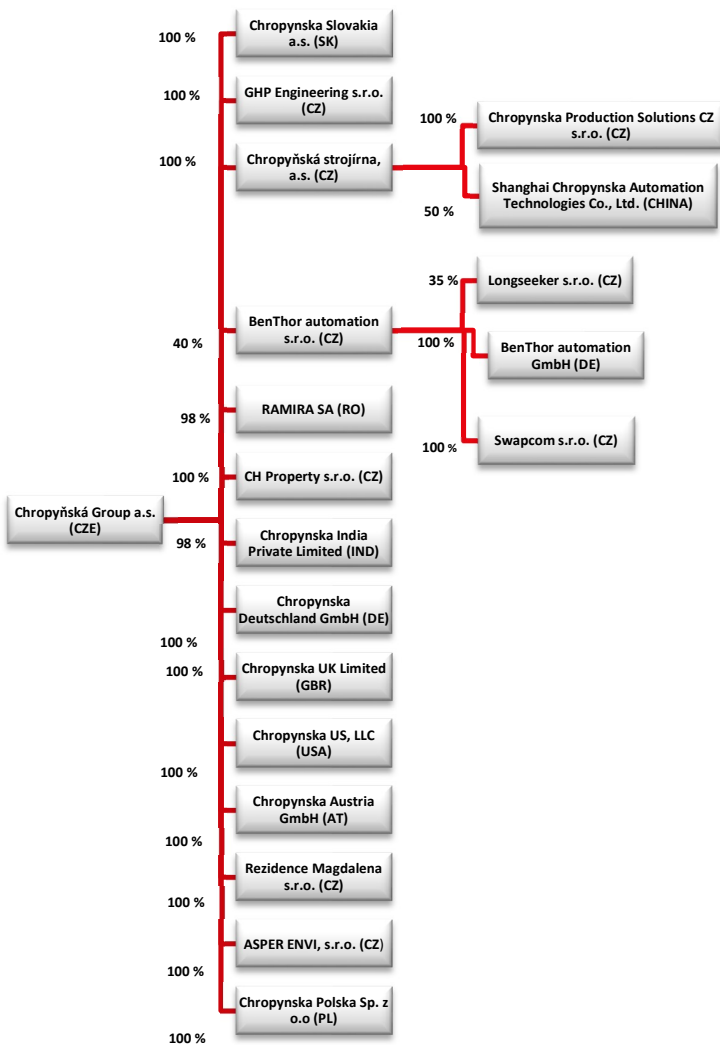 100 %
Chropynska Slovakia
a.s. (SK)
100 %
GHP Engineering s.r.o.
(CZ)
100 %
Chropyňská strojírna,
a.s. (CZ)
100 %
Chropynska Production Solutions CZ
s.r.o. (CZ)
50 %
Shanghai Chropynska Automation
Technologies Co., Ltd. (CHINA)
40 %
BenThor automation
s.r.o. (CZ)
35 %
Longseeker s.r.o. (CZ)
100 %
BenThor automation
GmbH (DE)
100 %
Swapcom s.r.o. (CZ)
98 %
RAMIRA SA (RO)
100 %
CH Property s.r.o. (CZ)
Chropyňská Group a.s.
(CZE)
98 %
Chropynska India
Private Limited (IND)
Chropynska
Deutschland GmbH (DE)
100 %
100 %
Chropynska UK Limited
(GBR)
Chropynska US, LLC
(USA)
100 %
Chropynska Austria
GmbH (AT)
100 %
Rezidence Magdalena
s.r.o. (CZ)
100 %
ASPER ENVI, s.r.o. (CZ)
100 %
Chropynska Polska Sp. z
o.o (PL)
100 %